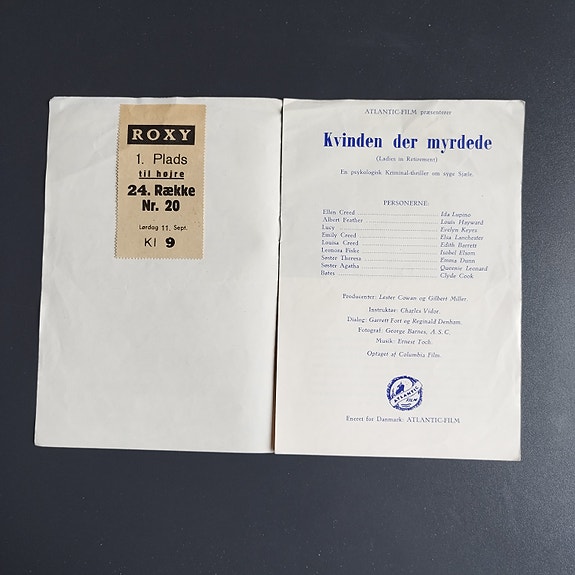 ROXY
1. Plads
til højre
24. Række
Nr. 20
Lørdag 11. Sept.
Kl 9
ATLANTIC-FILM præsenterer
Kvinden der myrdede
(Ladies in Retirement)
En psykologisk Kriminal-thriller om syge Sjæle.
PERSONERNE:
Ellen Creed ........ Ida Lupino
Albert Feather ........ Louis Hayward
Lucy ........ Evelyn Keyes
Emily Creed ........ Elsa Lanchester
Louisa Creed ........ Edith Barrett
Leonora Fiske ........ Isobel Elsom
Søster Theresa ........ Emma Dunn
Søster Agatha ........ Queenie Leonard
Bates ........ Clyde Cook
Producenter: Lester Cowan og Gilbert Miller.
Instruktør: Charles Vidor.
Dialog: Garrett Fort og Reginald Denham.
Fotograf: George Barnes, A. S. C.
Musik: Ernest Toch.
Optaget af Columbia Film.
ATLANTIC
FILM
Eneret for Danmark: ATLANTIC-FILM